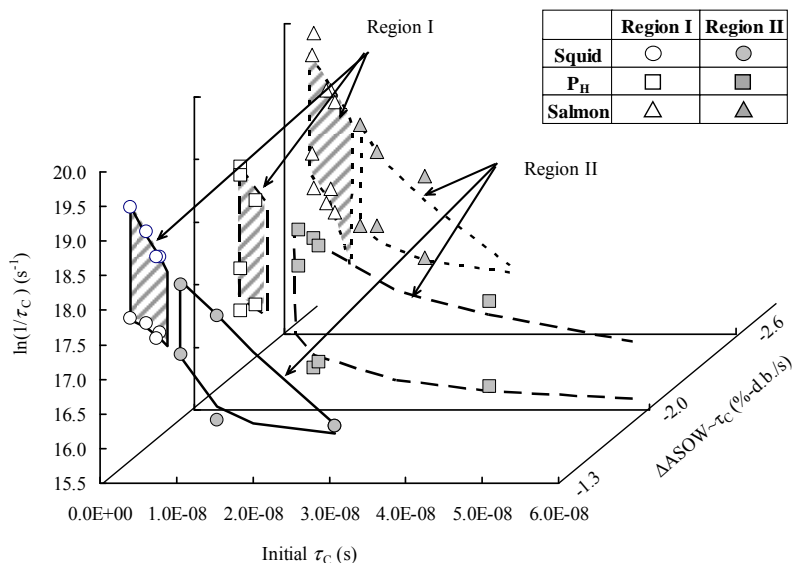 Region I
Region I Region II
Squid
P_H
Salmon
Region II
20.0
19.5
19.0
18.5
18.0
17.5
17.0
16.5
16.0
15.5
ln(1/τ_C) (s⁻¹)
0.0E+00 1.0E-08 2.0E-08 3.0E-08 4.0E-08 5.0E-08 6.0E-08
Initial τ_C (s)
-1.3
-2.0
-2.6
ΔASOW~τ_C (%-d.b./s)